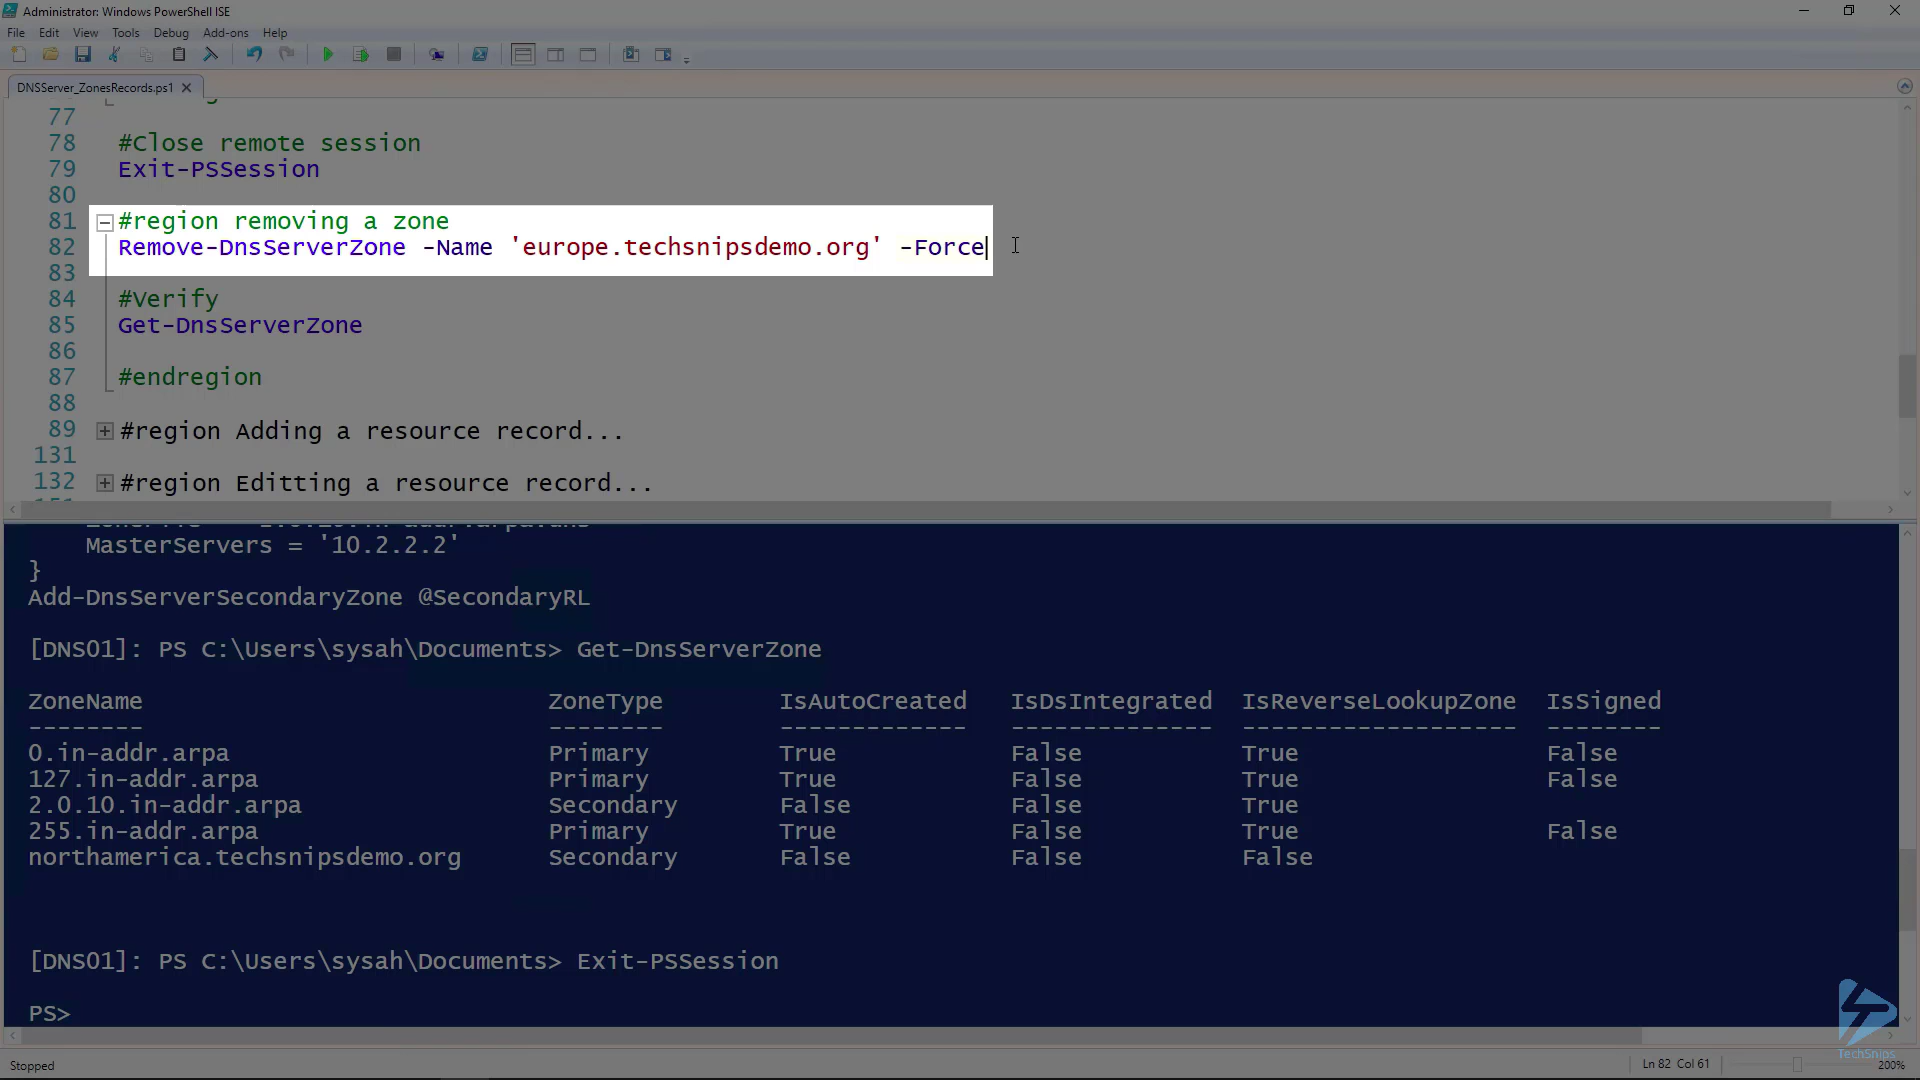 Administrator: Windows PowerShell ISE
File Edit View Tools Debug Add-ons Help
DNSServer_ZonesRecords.ps1
77
78 #Close remote session
79 Exit-PSSession
80
81 #region removing a zone
82 Remove-DnsServerZone -Name 'europe.techsnipsdemo.org' -Force
83
84 #Verify
85 Get-DnsServerZone
86
87 #endregion
88
89 #region Adding a resource record...
131
132 #region Editting a resource record...
MasterServers = '10.2.2.2'
}
Add-DnsServerSecondaryZone @SecondaryRL
[DNS01]: PS C:\Users\sysah\Documents> Get-DnsServerZone
ZoneName ZoneType IsAutoCreated IsDsIntegrated IsReverseLookupZone IsSigned
-------- -------- ------------- -------------- ------------------- --------
0.in-addr.arpa Primary True False True False
127.in-addr.arpa Primary True False True False
2.0.10.in-addr.arpa Secondary False False True
255.in-addr.arpa Primary True False True False
northamerica.techsnipsdemo.org Secondary False False False
[DNS01]: PS C:\Users\sysah\Documents> Exit-PSSession
PS>
TechSnips
Stopped Ln 82 Col 61 200%